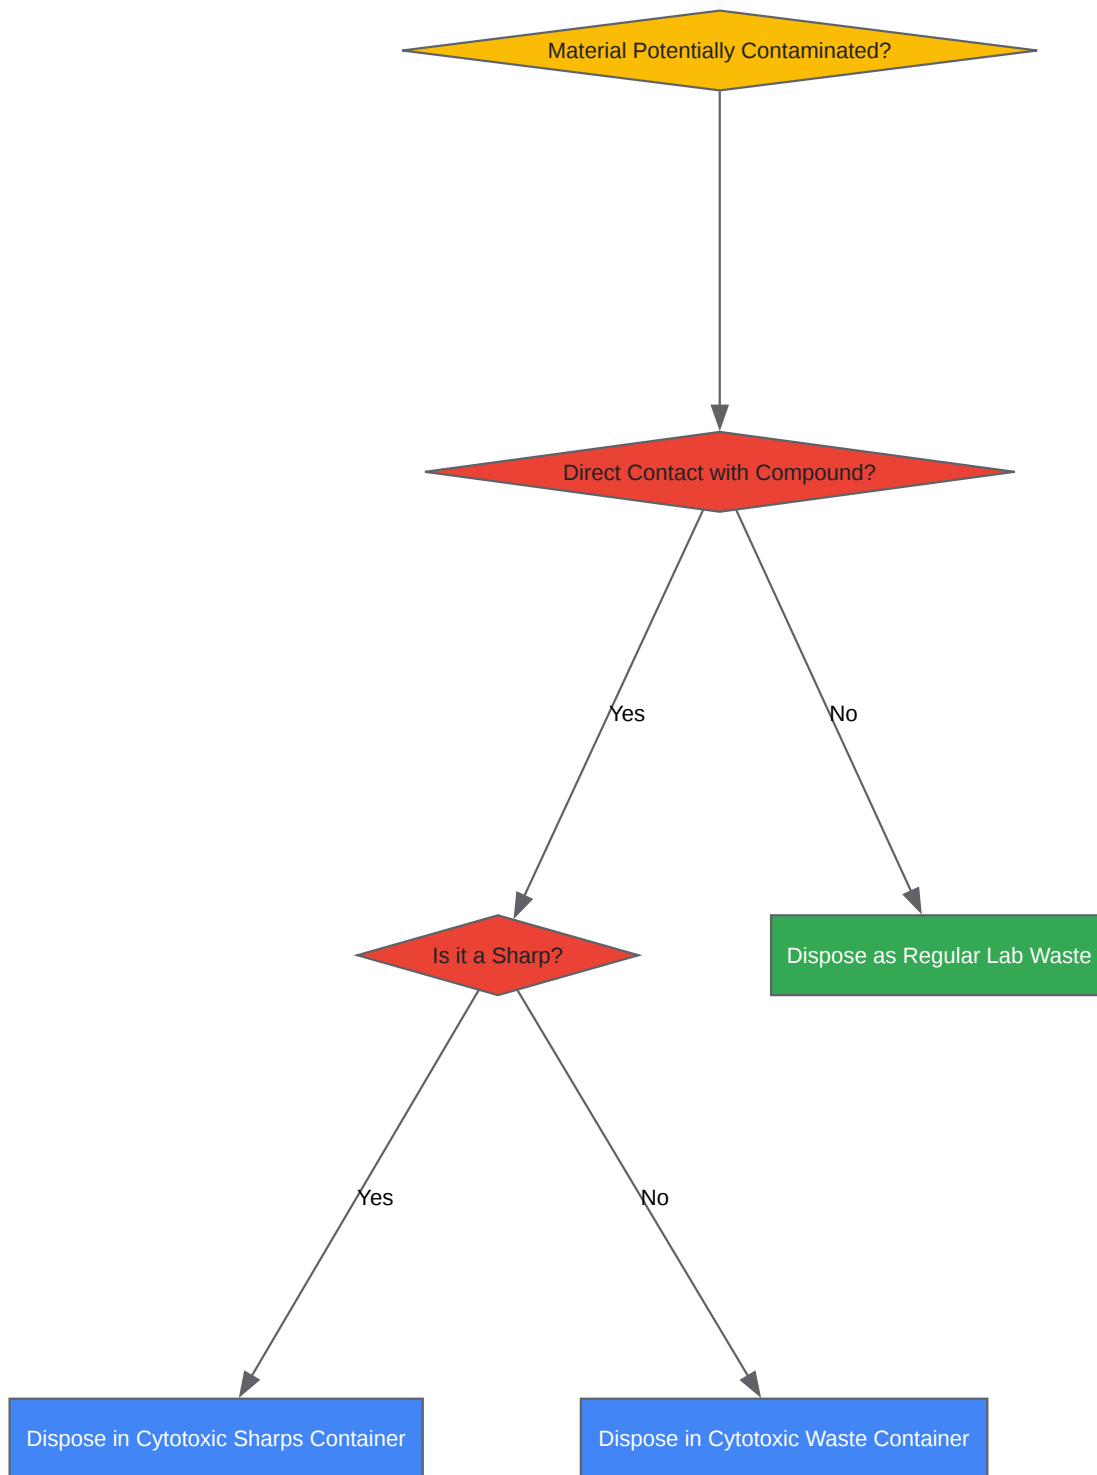 Material Potentially Contaminated?
Direct Contact with Compound?
Yes
No
Is it a Sharp?
Dispose as Regular Lab Waste
Yes
No
Dispose in Cytotoxic Sharps Container
Dispose in Cytotoxic Waste Container